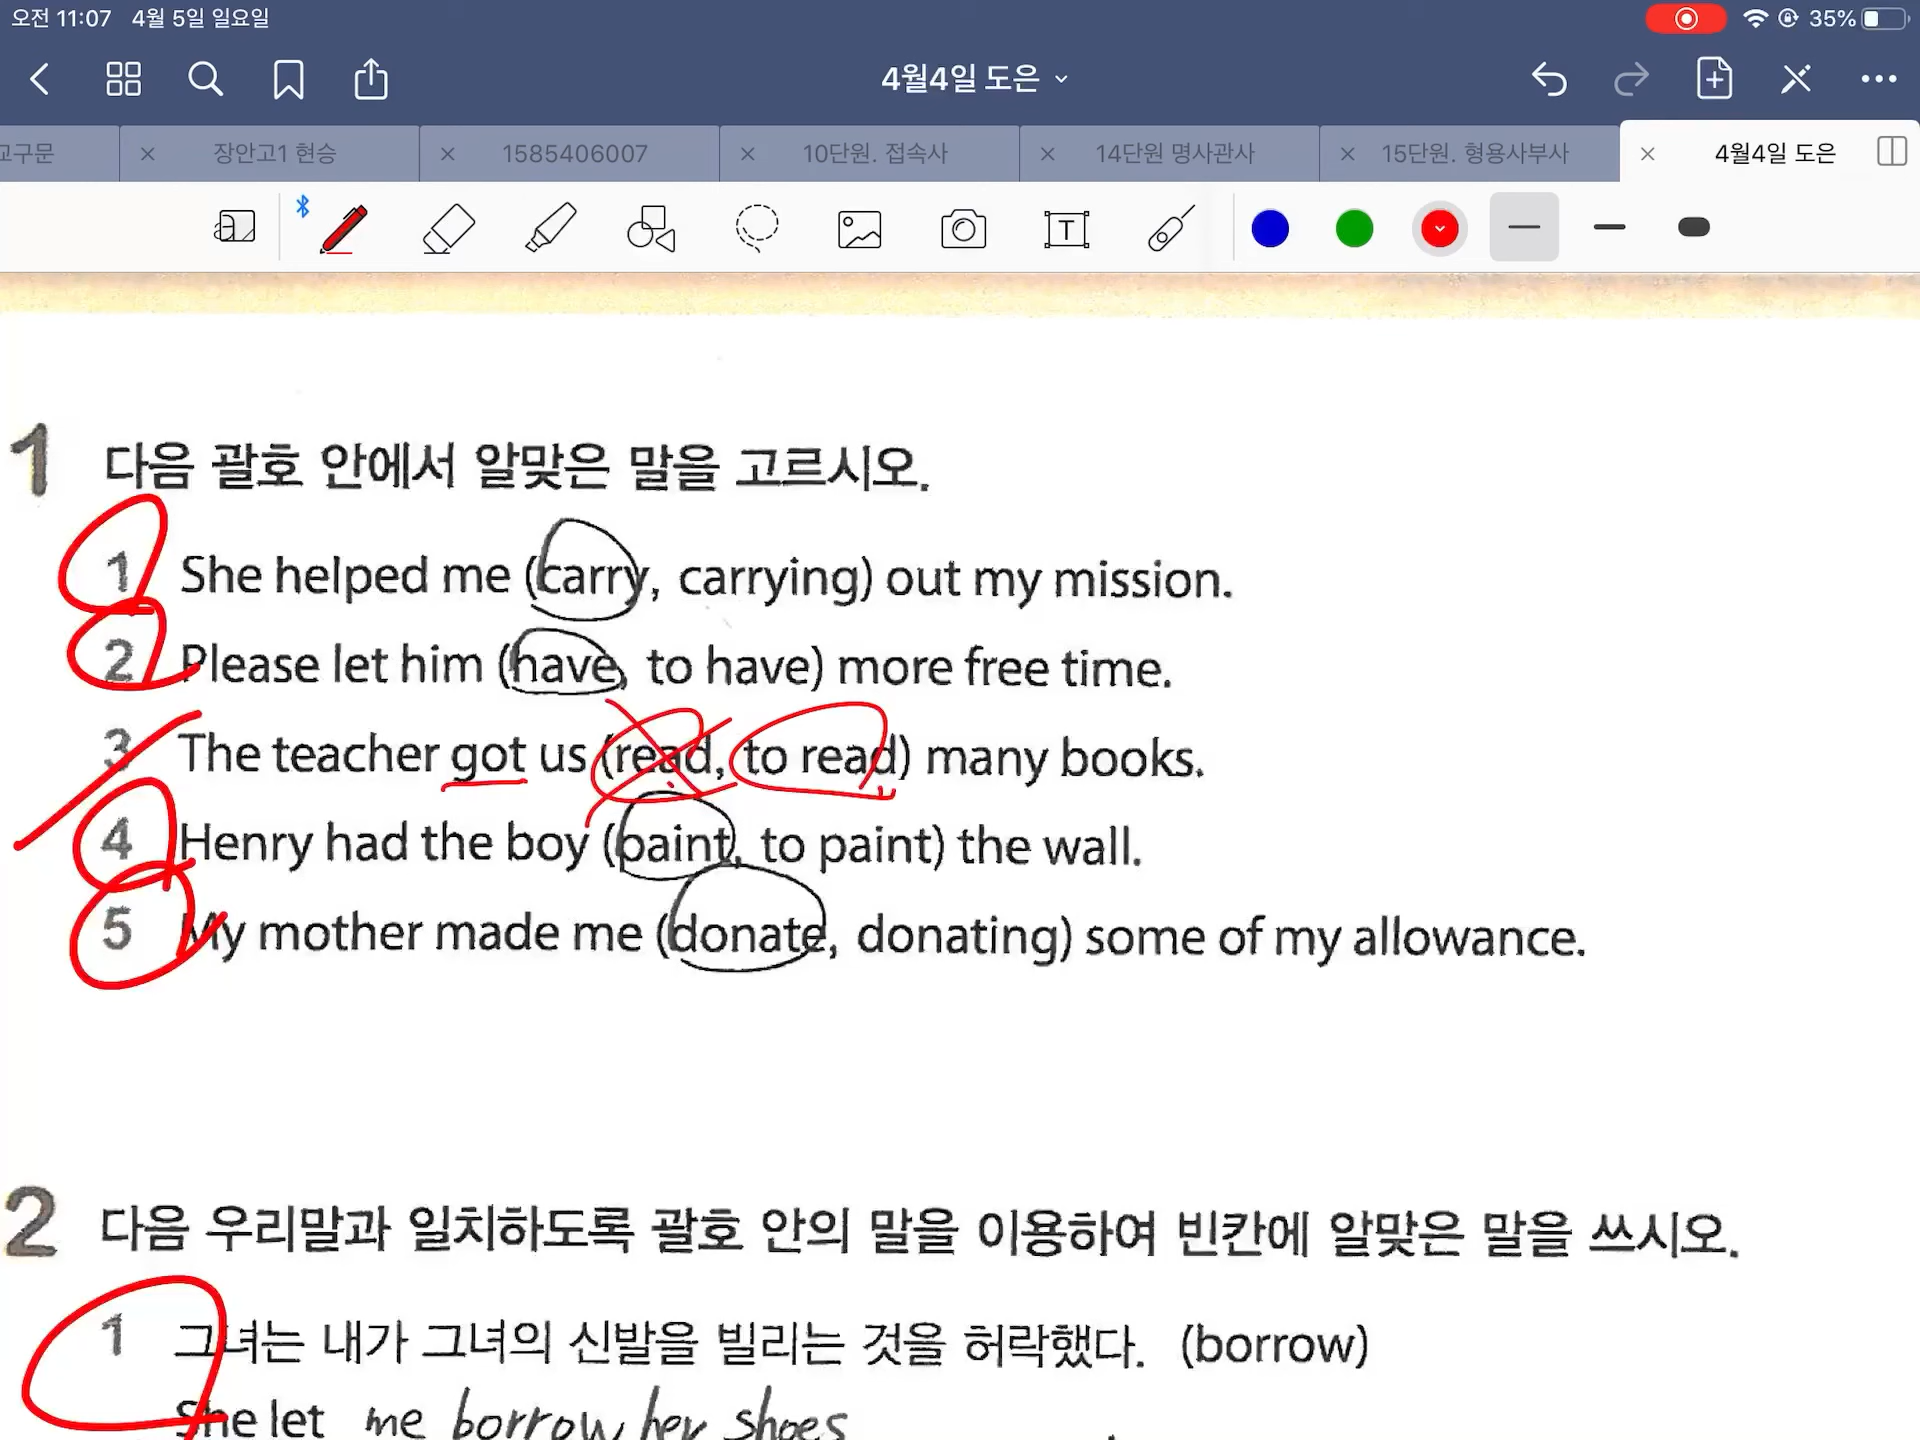 오전 11:07 4월 5일 일요일 35%
4월4일 도은
교구문 장안고1 현승 1585406007 10단원. 접속사 14단원 명사관사 15단원. 형용사부사 4월4일 도은
1 다음 괄호 안에서 알맞은 말을 고르시오.
1 She helped me (carry, carrying) out my mission.
2 Please let him (have, to have) more free time.
3 The teacher got us (read, to read) many books.
4 Henry had the boy (paint, to paint) the wall.
5 My mother made me (donate, donating) some of my allowance.
2 다음 우리말과 일치하도록 괄호 안의 말을 이용하여 빈칸에 알맞은 말을 쓰시오.
1 그녀는 내가 그녀의 신발을 빌리는 것을 허락했다. (borrow)
She let me borrow her shoes